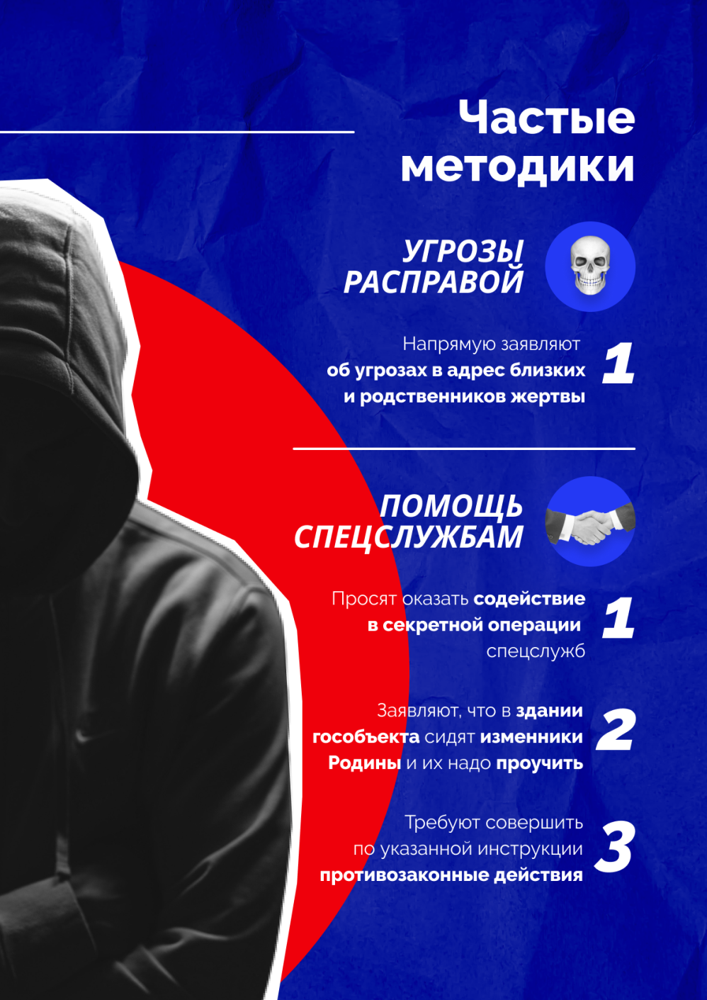 Частые
методики
УГРОЗЫ
РАСПРАВОЙ
Напрямую заявляют
об угрозах в адрес близких
и родственников жертвы
1
ПОМОЩЬ
СПЕЦСЛУЖБАМ
Просят оказать содействие
в секретной операции
спецслужб
1
Заявляют, что в здании
гособъекта сидят изменники
Родины и их надо проучить
2
Требуют совершить
по указанной инструкции
противозаконные действия
3